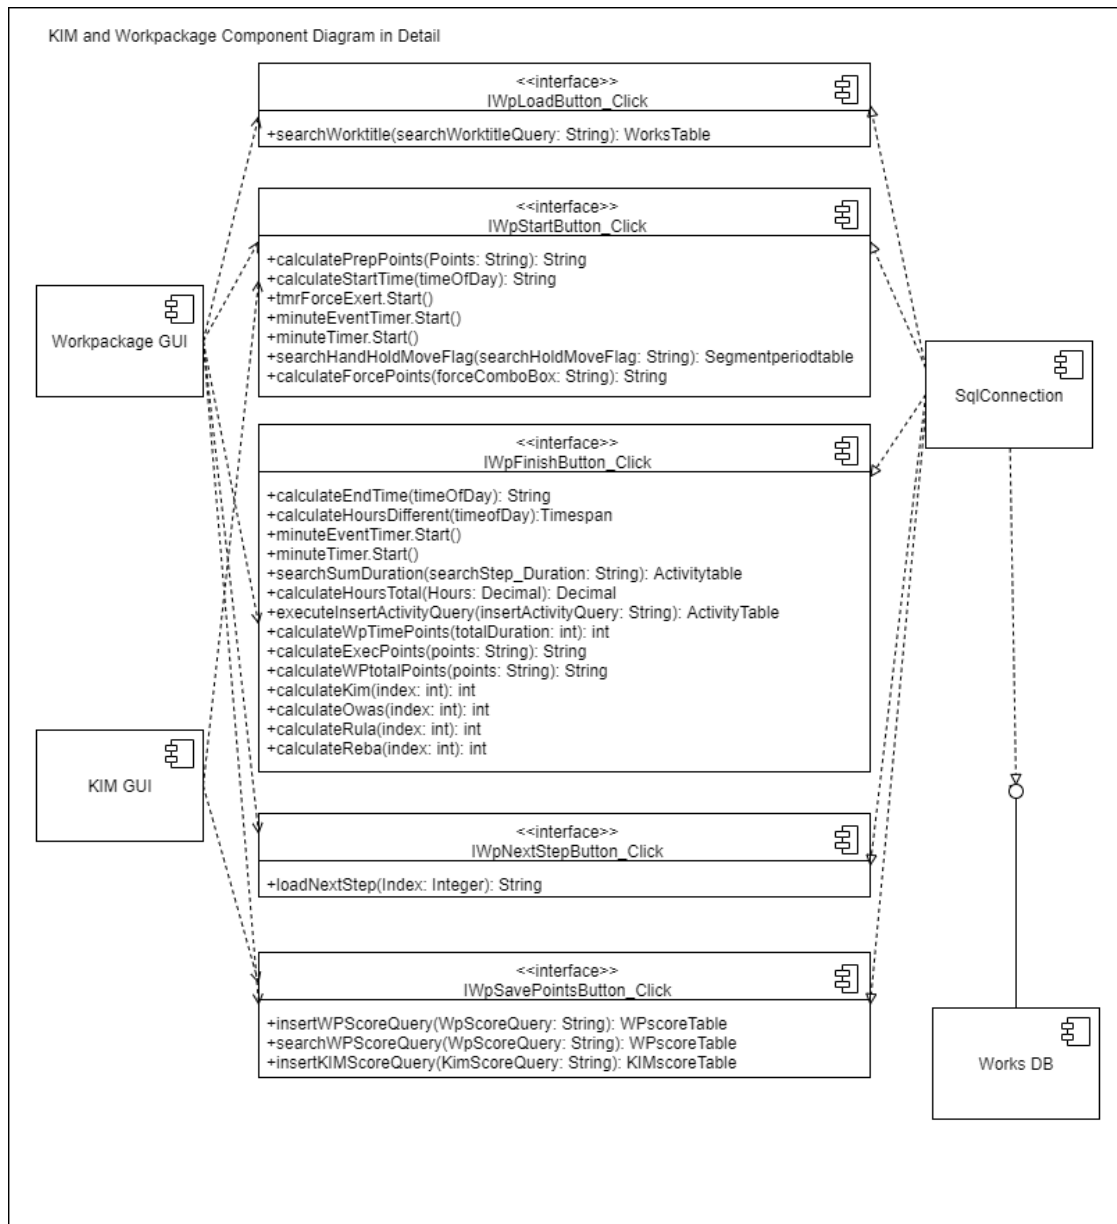 KIM and Workpackage Component Diagram in Detail
<<interface>>
IWpLoadButton_Click
+searchWorktitle(searchWorktitleQuery: String): WorksTable
<<interface>>
IWpStartButton_Click
+calculatePrepPoints(Points: String): String
+calculateStartTime(timeOfDay): String
+tmrForceExert.Start()
+minuteEventTimer.Start()
+minuteTimer.Start()
+searchHandHoldMoveFlag(searchHoldMoveFlag: String): Segmentperiodtable
+calculateForcePoints(forceComboBox: String): String
Workpackage GUI
SqlConnection
<<interface>>
IWpFinishButton_Click
+calculateEndTime(timeOfDay): String
+calculateHoursDifferent(timeofDay):Timespan
+minuteEventTimer.Start()
+minuteTimer.Start()
+searchSumDuration(searchStep_Duration: String): Activitytable
+calculateHoursTotal(Hours: Decimal): Decimal
+executeInsertActivityQuery(insertActivityQuery: String): ActivityTable
+calculateWpTimePoints(totalDuration: int): int
+calculateExecPoints(points: String): String
+calculateWPtotalPoints(points: String): String
+calculateKim(index: int): int
+calculateOwas(index: int): int
+calculateRula(index: int): int
+calculateReba(index: int): int
KIM GUI
<<interface>>
IWpNextStepButton_Click
+loadNextStep(Index: Integer): String
<<interface>>
IWpSavePointsButton_Click
+insertWPScoreQuery(WpScoreQuery: String): WPscoreTable
+searchWPScoreQuery(WpScoreQuery: String): WPscoreTable
+insertKIMScoreQuery(KimScoreQuery: String): KIMscoreTable
Works DB